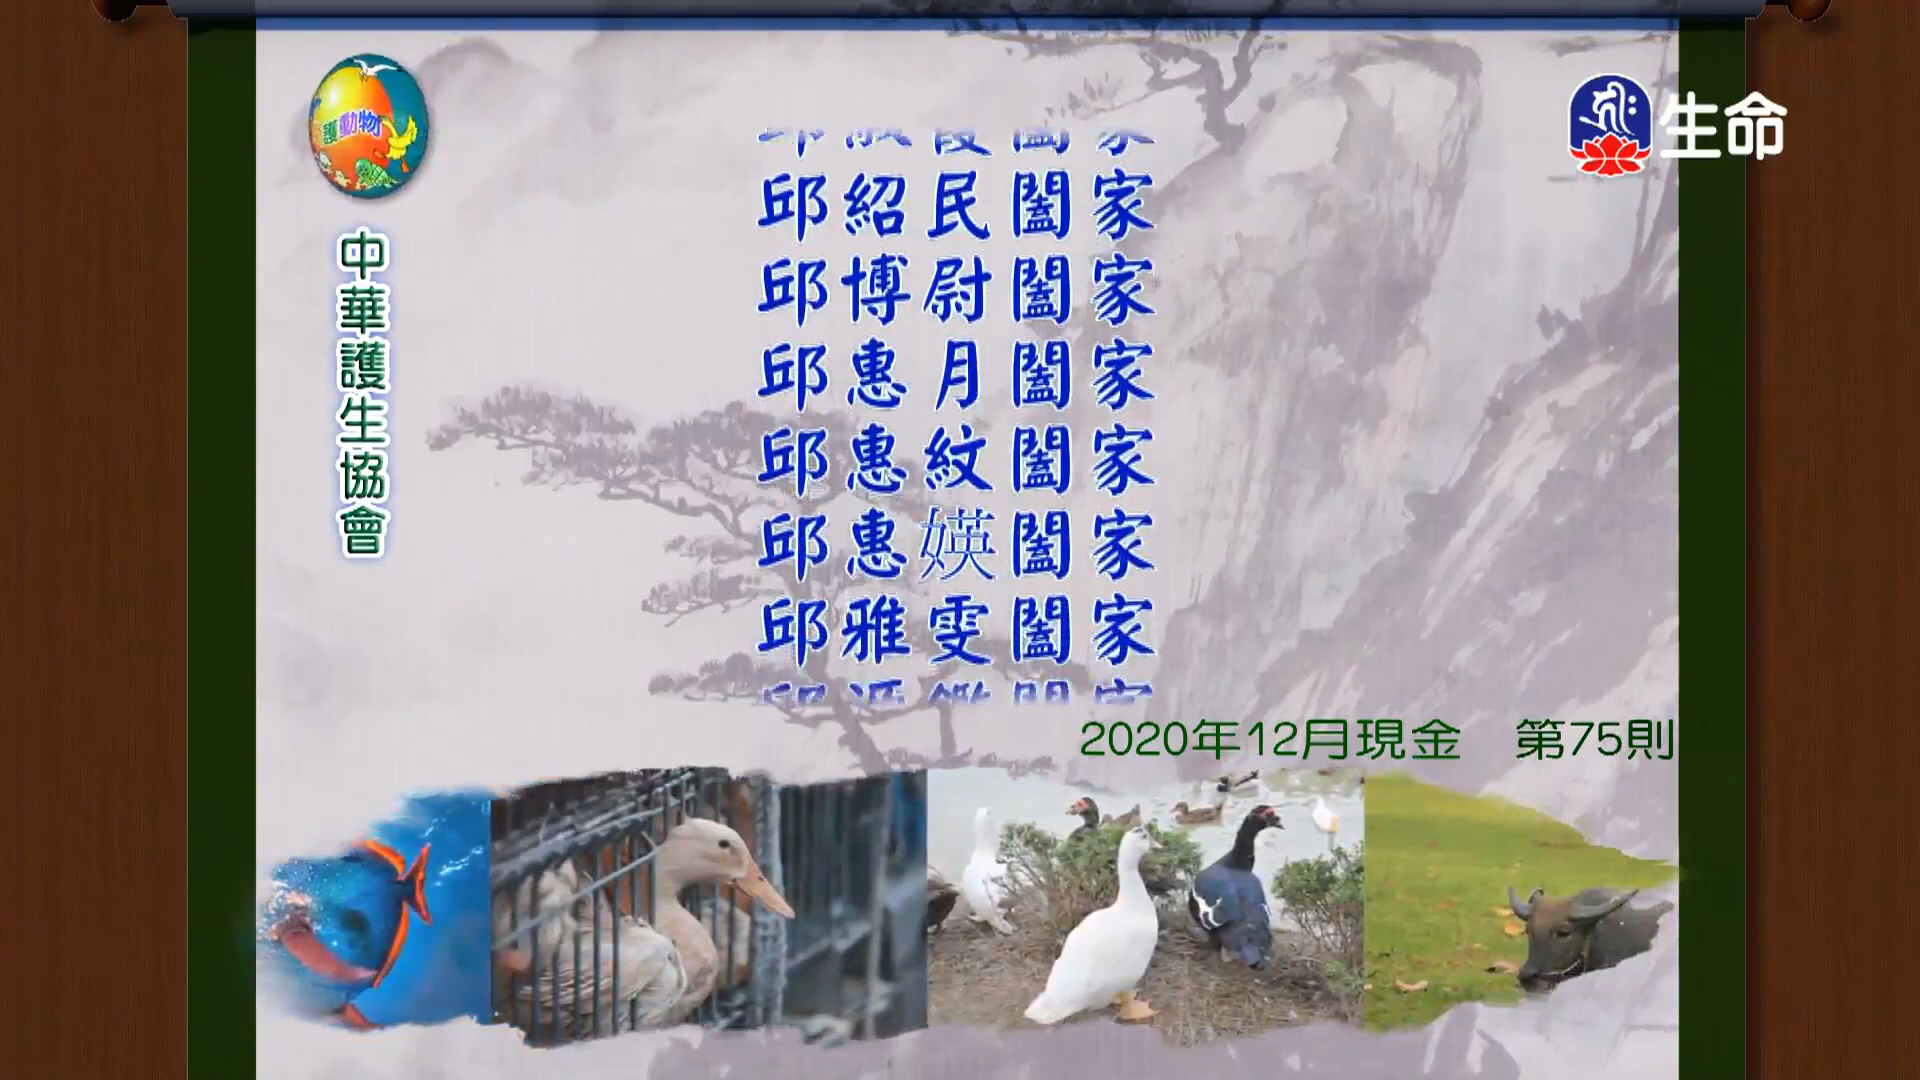 護動物
生命
中華護生協會
邱紹民闔家
邱博尉闔家
邱惠月闔家
邱惠紋闔家
邱惠媖闔家
邱雅雯闔家
2020年12月現金 第75則